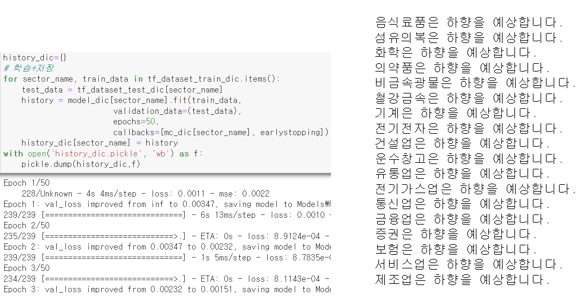 history_dic={}
# 학습+저장
for sector_name, train_data in tf_dataset_train_dic.items():
test_data = tf_dataset_test_dic[sector_name]
history = model_dic[sector_name].fit(train_data,
validation_data=(test_data),
epochs=50,
callbacks=[mc_dic[sector_name], earlystopping])
history_dic[sector_name] = history
with open('history_dic.pickle', 'wb') as f:
pickle.dump(history_dic,f)
Epoch 1/50
228/Unknown - 4s 4ms/step - loss: 0.0011 - mse: 0.0022
Epoch 1: val_loss improved from inf to 0.00347, saving model to Models₩
239/239 [==============================] - 6s 13ms/step - loss: 0.0010 -
Epoch 2/50
235/239 [============================>.] - ETA: 0s - loss: 8.9124e-04 -
Epoch 2: val_loss improved from 0.00347 to 0.00232, saving model to Mode
239/239 [==============================] - 1s 5ms/step - loss: 8.7835e-0
Epoch 3/50
234/239 [============================>.] - ETA: 0s - loss: 8.1143e-04 -
Epoch 3: val_loss improved from 0.00232 to 0.00151, saving model to Mode
음식료품은 하향을 예상합니다.
섬유의복은 하향을 예상합니다.
화학은 하향을 예상합니다.
의약품은 하향을 예상합니다.
비금속광물은 하향을 예상합니다.
철강금속은 하향을 예상합니다.
기계는 하향을 예상합니다.
전기전자은 하향을 예상합니다.
건설업은 하향을 예상합니다.
운수창고은 하향을 예상합니다.
유통업은 하향을 예상합니다.
전기가스업은 하향을 예상합니다.
통신업은 하향을 예상합니다.
금융업은 하향을 예상합니다.
증권은 하향을 예상합니다.
보험은 하향을 예상합니다.
서비스업은 하향을 예상합니다.
제조업은 하향을 예상합니다.